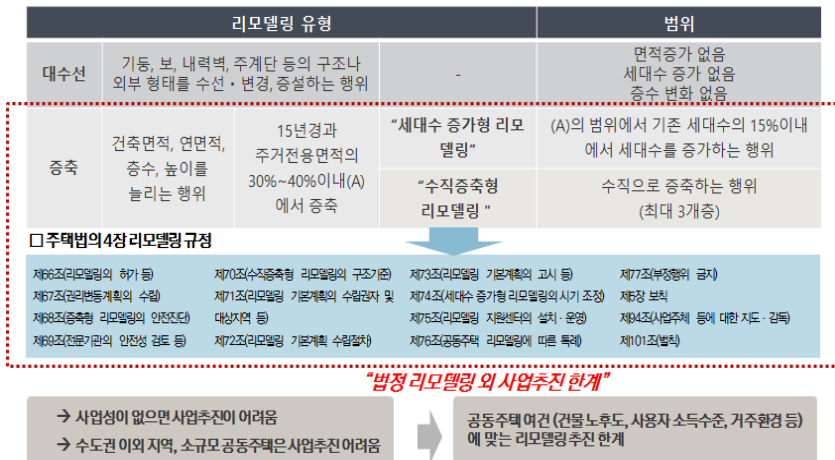 리모델링 유형 범위
대수선
기둥, 보, 내력벽, 주계단 등의 구조나
외부 형태를 수선・변경, 증설하는 행위
-
면적증가 없음
세대수 증가 없음
층수 변화 없음
증축
건축면적, 연면적,
층수, 높이를
늘리는 행위
15년경과
주거전용면적의
30%~40%이내(A)
에서 증축
“세대수 증가형 리모
델링”
(A)의 범위에서 기존 세대수의 15%이내
에서 세대수를 증가하는 행위
“수직증축형
리모델링 "
수직으로 증축하는 행위
(최대 3개층)
□ 주택법의 4장 리모델링 규정
제66조(리모델링의 허가 등)
제67조(권리변동계획의 수립)
제68조(증축형 리모델링의 안전진단)
제69조(전문기관의 안전성 검토 등)
제70조(수직증축형 리모델링의 구조기준)
제71조(리모델링 기본계획의 수립권자 및
대상지역 등)
제72조(리모델링 기본계획 수립절차)
제73조(리모델링 기본계획의 고시 등)
제74조(세대수 증가형 리모델링의 시기 조정)
제75조(리모델링 지원센터의 설치·운영)
제76조(공동주택 리모델링에 따른 특례)
제77조(부정행위 금지)
제5장 보칙
제94조(사업주체 등에 대한 지도·감독)
제101조(벌칙)
“법정 리모델링 외 사업추진 한계”
→ 사업성이 없으면 사업추진이 어려움
→ 수도권 이외 지역, 소규모 공동주택은 사업추진 어려움
공동주택 여건 (건물 노후도, 사용자 소득수준, 거주환경 등)
에 맞는 리모델링 추진 한계